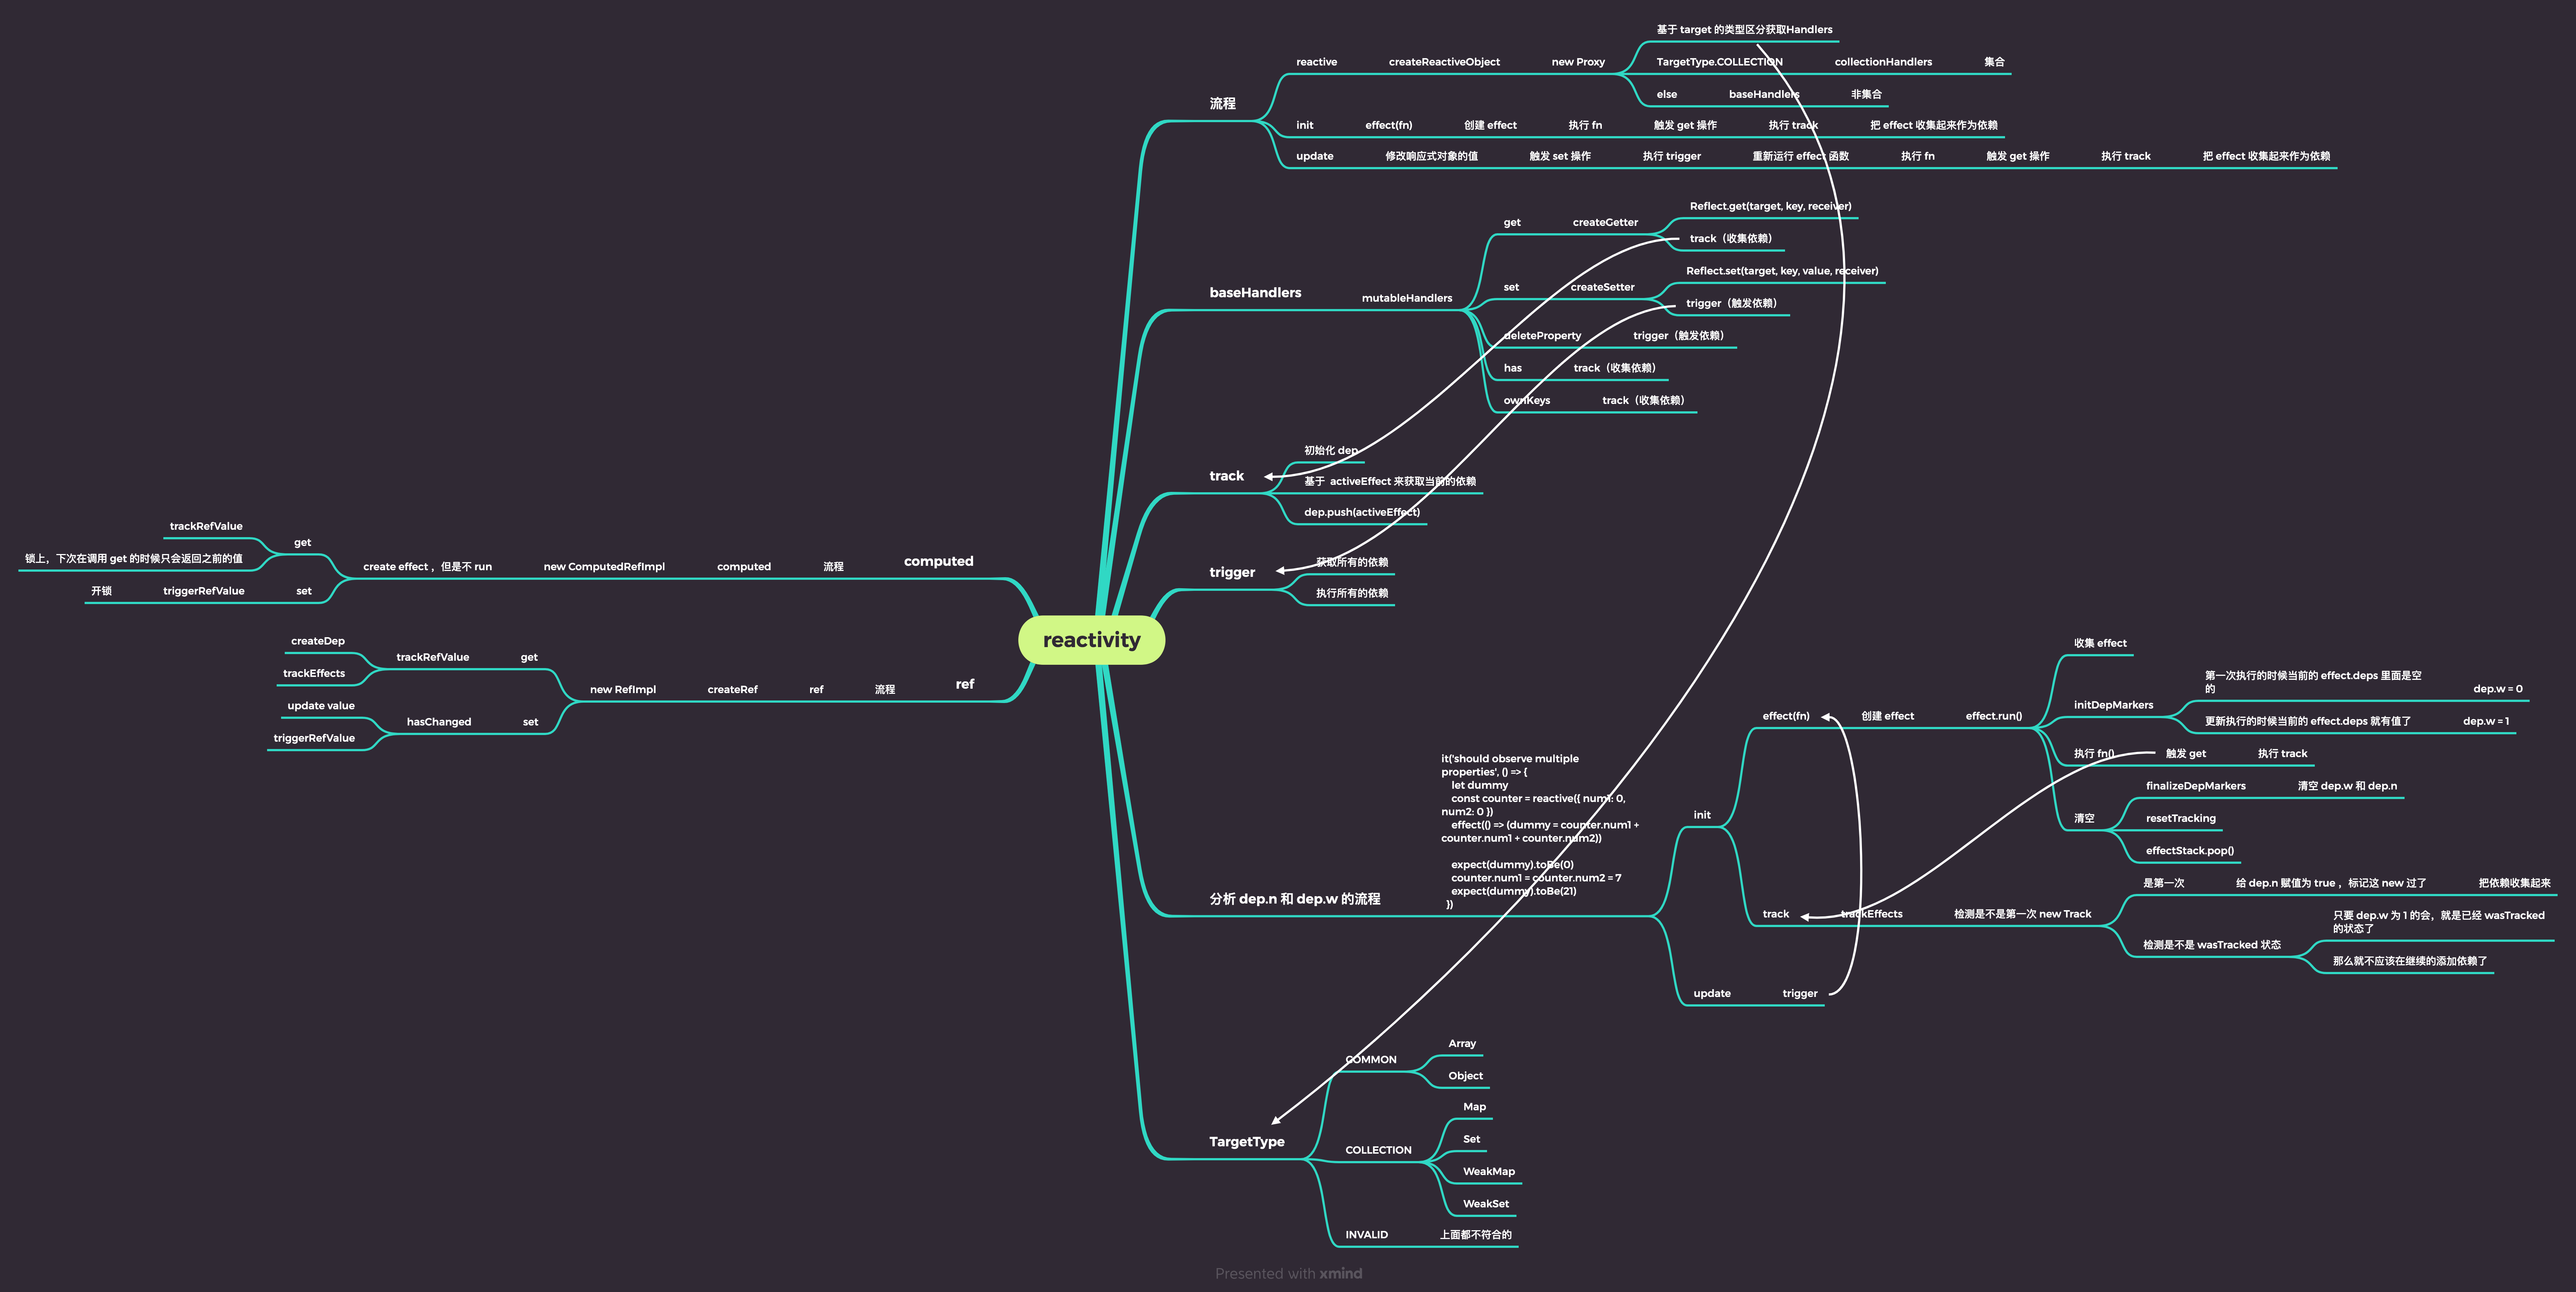 reactivity
流程
reactive
createReactiveObject
new Proxy
基于 target 的类型区分获取Handlers
TargetType.COLLECTION
collectionHandlers
集合
else
baseHandlers
非集合
init
effect(fn)
创建 effect
执行 fn
触发 get 操作
执行 track
把 effect 收集起来作为依赖
update
修改响应式对象的值
触发 set 操作
执行 trigger
重新运行 effect 函数
执行 fn
触发 get 操作
执行 track
把 effect 收集起来作为依赖
baseHandlers
mutableHandlers
get
createGetter
Reflect.get(target, key, receiver)
track（收集依赖）
set
createSetter
Reflect.set(target, key, value, receiver)
trigger（触发依赖）
deleteProperty
trigger（触发依赖）
has
track（收集依赖）
ownKeys
track（收集依赖）
track
初始化 dep
基于 activeEffect 来获取当前的依赖
dep.push(activeEffect)
trigger
获取所有的依赖
执行所有的依赖
分析 dep.n 和 dep.w 的流程
it('should observe multiple
properties', () => {
let dummy
const counter = reactive({ num1: 0,
num2: 0 })
effect(() => (dummy = counter.num1 +
counter.num1 + counter.num2))
expect(dummy).toBe(0)
counter.num1 = counter.num2 = 7
expect(dummy).toBe(21)
})
init
effect(fn)
创建 effect
effect.run()
收集 effect
initDepMarkers
第一次执行的时候当前的 effect.deps 里面是空
的
dep.w = 0
更新执行的时候当前的 effect.deps 就有值了
dep.w = 1
执行 fn()
触发 get
执行 track
清空
finalizeDepMarkers
清空 dep.w 和 dep.n
resetTracking
effectStack.pop()
track
trackEffects
检测是不是第一次 new Track
是第一次
给 dep.n 赋值为 true ，标记这 new 过了
把依赖收集起来
检测是不是 wasTracked 状态
只要 dep.w 为 1 的会，就是已经 wasTracked
的状态了
那么就不应该在继续的添加依赖了
update
trigger
TargetType
COMMON
Array
Object
COLLECTION
Map
Set
WeakMap
WeakSet
INVALID
上面都不符合的
computed
流程
computed
new ComputedRefImpl
create effect ，但是不 run
get
trackRefValue
锁上，下次在调用 get 的时候只会返回之前的值
set
triggerRefValue
开锁
ref
流程
ref
createRef
new RefImpl
get
trackRefValue
createDep
trackEffects
set
hasChanged
update value
triggerRefValue
Presented with xmind